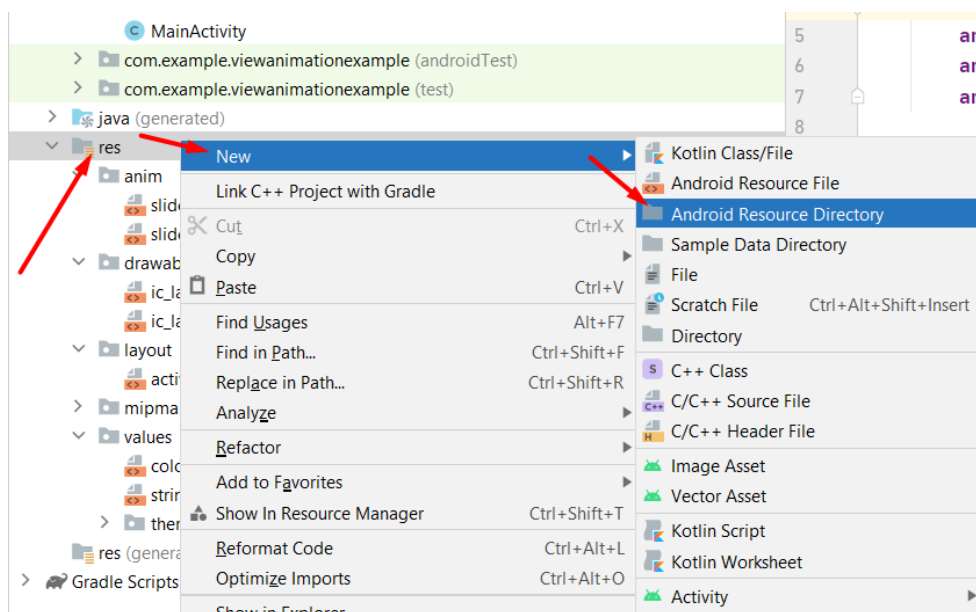 MainActivity
com.example.viewanimationexample (androidTest)
com.example.viewanimationexample (test)
java (generated)
res
anim
drawab
layout
mipma
values
res (genera
Gradle Scripts
New
Link C++ Project with Gradle
Cut Ctrl+X
Copy
Paste Ctrl+V
Find Usages Alt+F7
Find in Path... Ctrl+Shift+F
Replace in Path... Ctrl+Shift+R
Analyze
Refactor
Add to Favorites
Show In Resource Manager Ctrl+Shift+T
Reformat Code Ctrl+Alt+L
Optimize Imports Ctrl+Alt+O
Show in Explorer
Kotlin Class/File
Android Resource File
Android Resource Directory
Sample Data Directory
File
Scratch File Ctrl+Alt+Shift+Insert
Directory
C++ Class
C/C++ Source File
C/C++ Header File
Image Asset
Vector Asset
Kotlin Script
Kotlin Worksheet
Activity
5
6
7
8